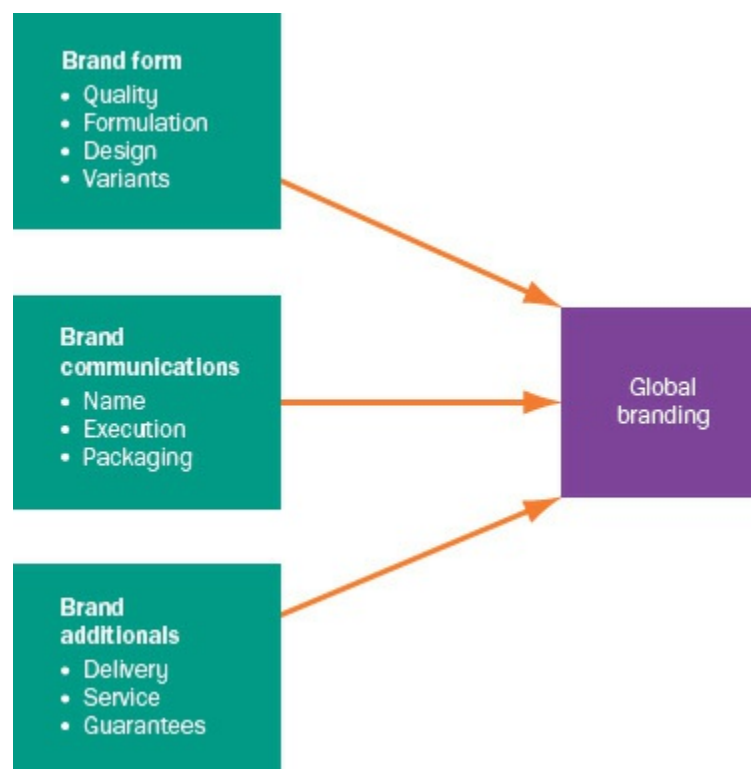 Brand form
• Quality
• Formulation
• Design
• Variants
Brand
communications
• Name
• Execution
• Packaging
Brand
additionals
• Delivery
• Service
• Guarantees
Global
branding